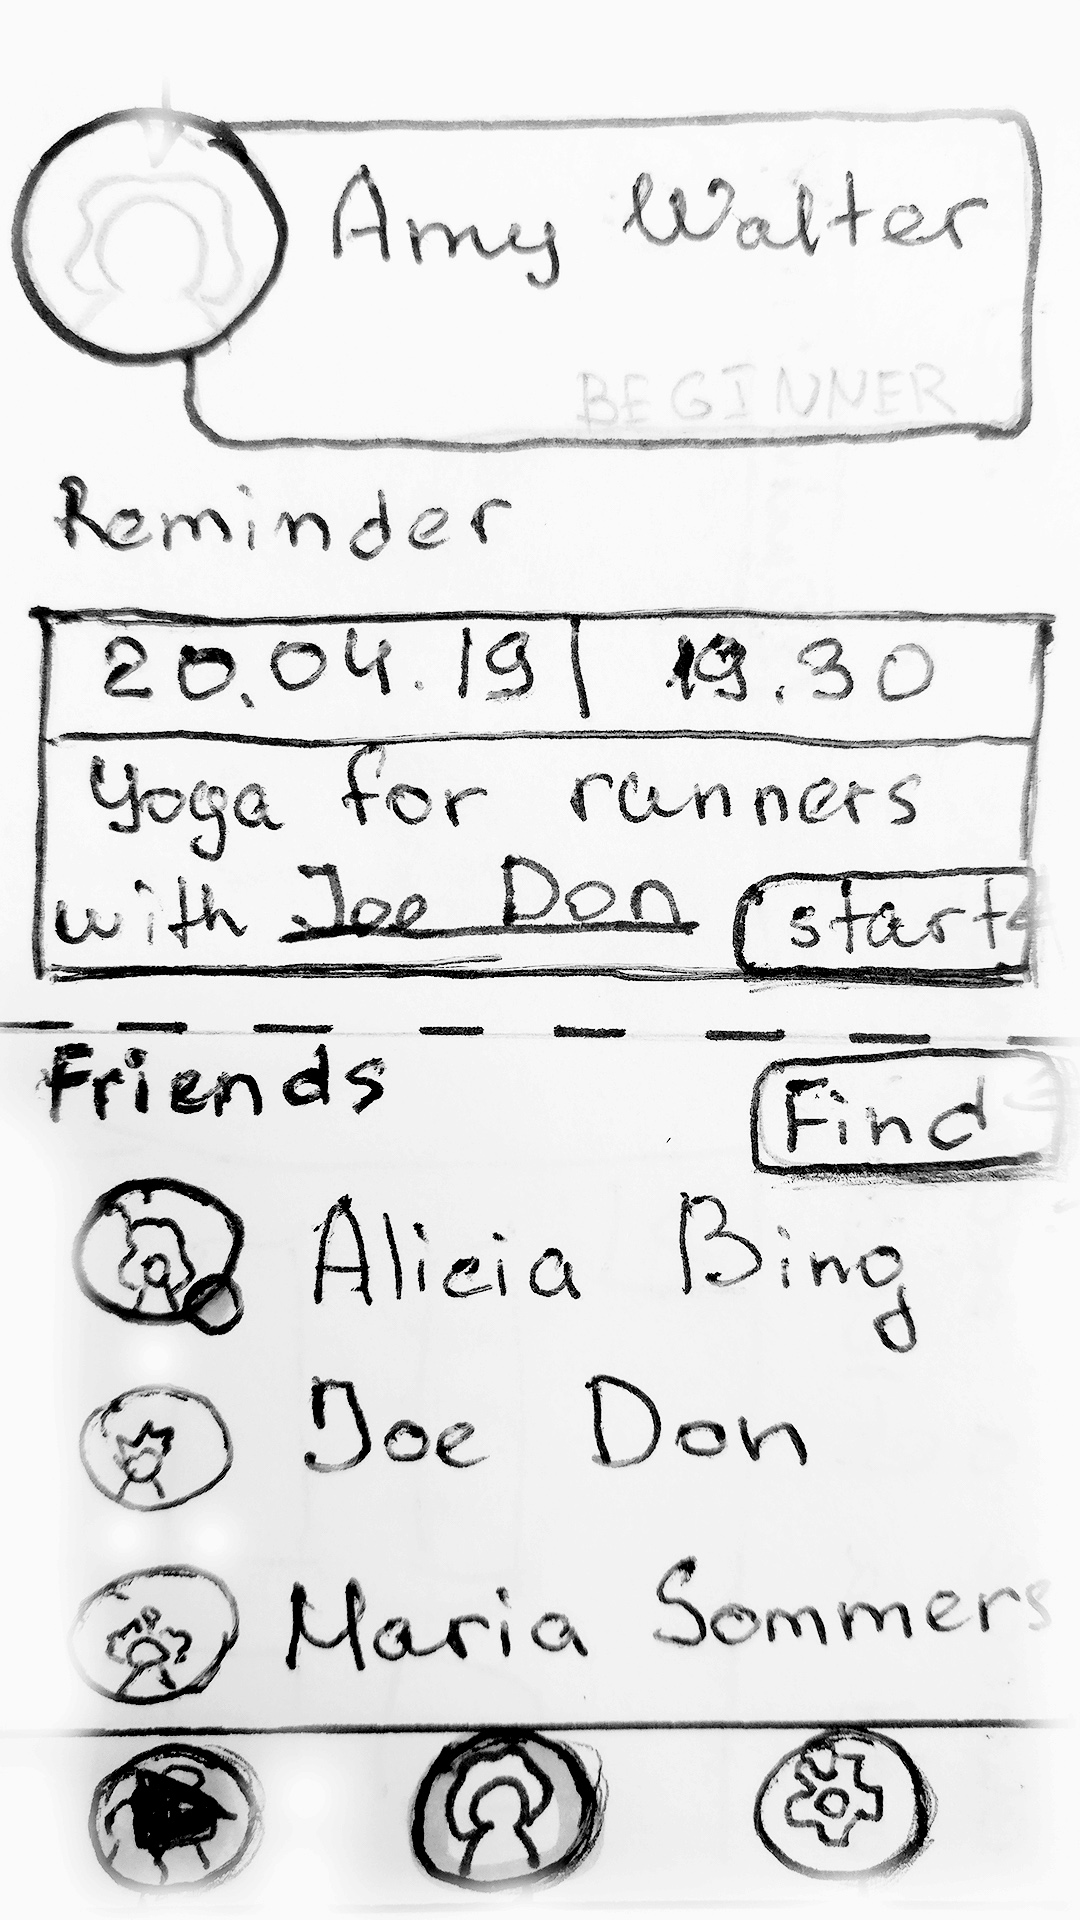 Amy Walter
BEGINNER
Reminder
20.04.19 | 19.30
Yoga for runners
with Joe Don start
Friends Find
Alicia Bing
Joe Don
Maria Sommers